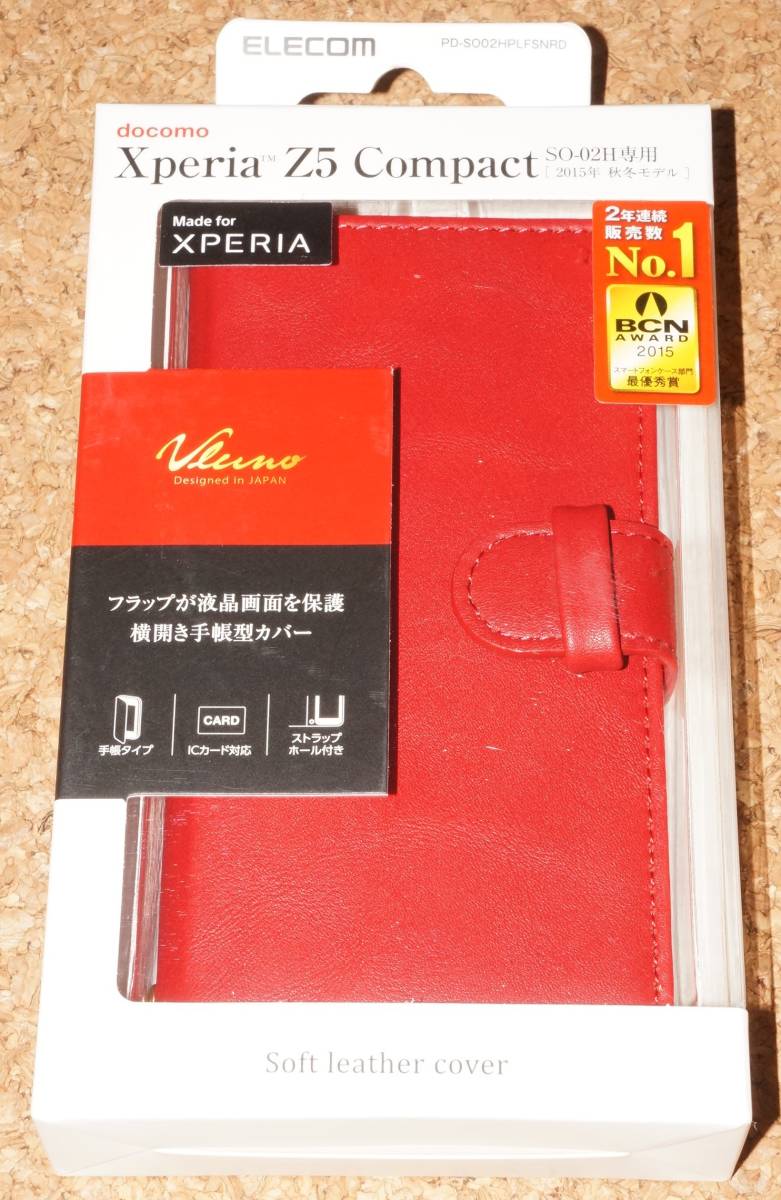 ELECOM
PD-SO02HPLFSNRD
docomo
Xperia™ Z5 Compact
SO-02H専用
[ 2015年 秋冬モデル ]
Made for
XPERIA
2年連続
販売数
No.1
BCN
AWARD
2015
スマートフォンケース部門
最優秀賞
Vluno
Designed in JAPAN
フラップが液晶画面を保護
横開き手帳型カバー
手帳タイプ
CARD
ICカード対応
ストラップ
ホール付き
Soft leather cover